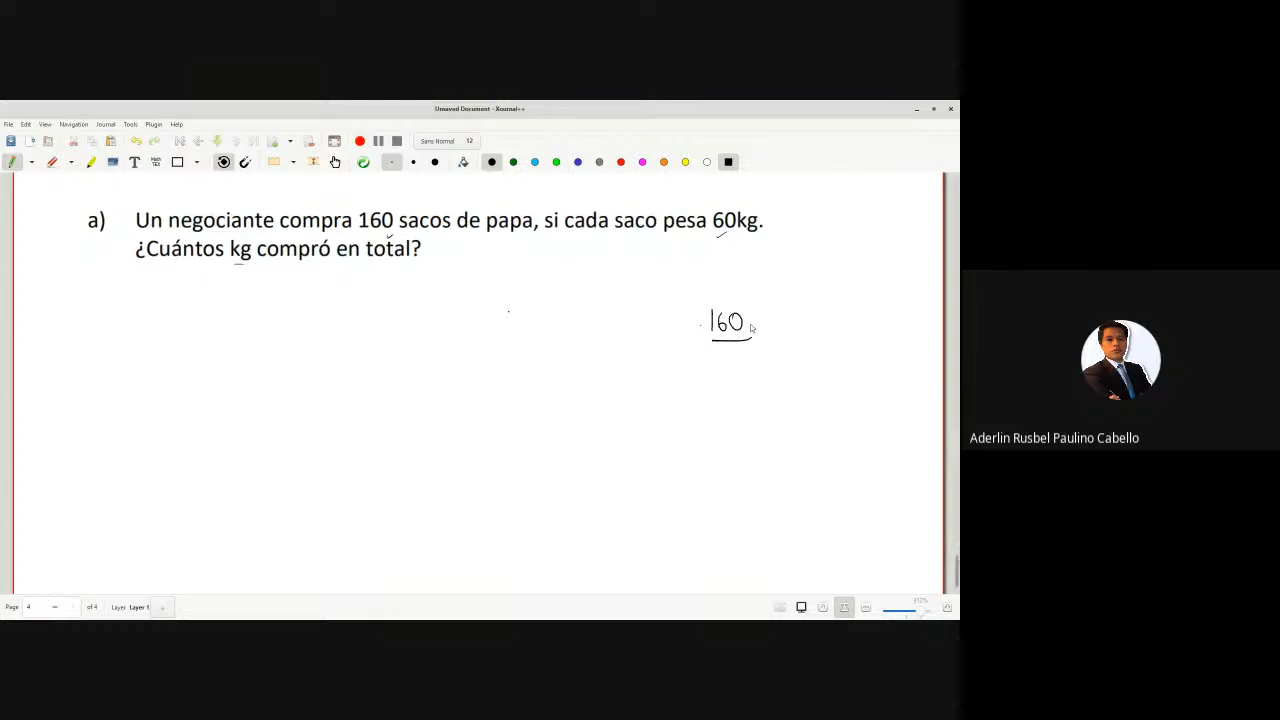 Unsaved Document - Xournal++
File Edit View Navigation Journal Tools Plugin Help
Sans Normal 12
a) Un negociante compra 160 sacos de papa, si cada saco pesa 60kg.
¿Cuántos kg compró en total?
160
Aderlin Rusbel Paulino Cabello
Page 4 of 4 Layer Layer 1
312%